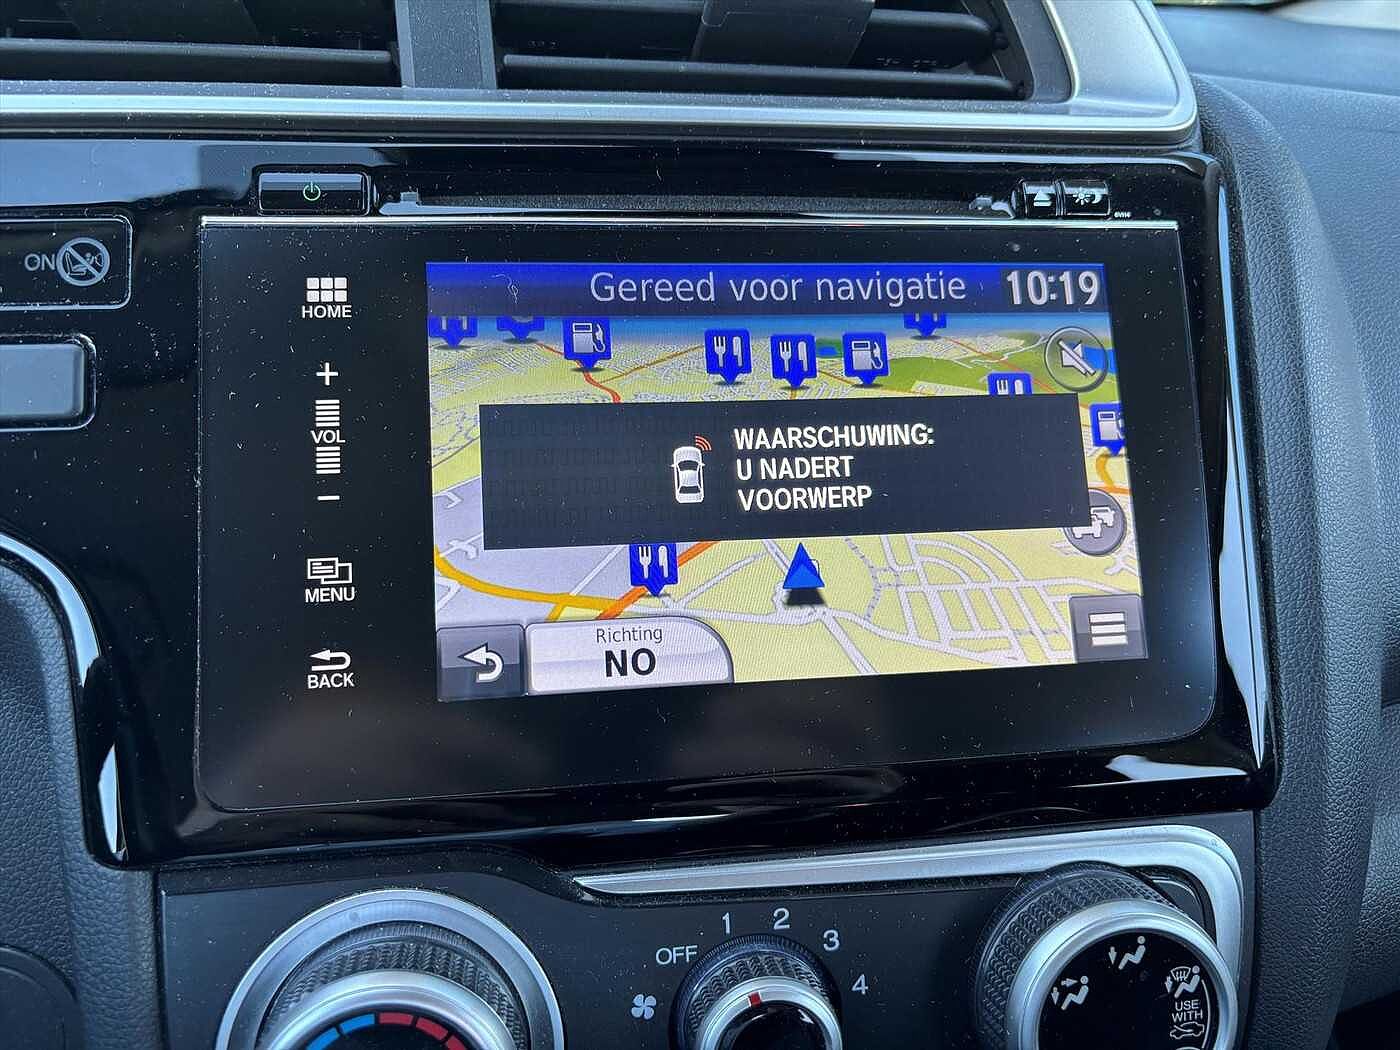 ON
HOME
+
VOL
−
MENU
BACK
Gereed voor navigatie 10:19
WAARSCHUWING:
U NADERT
VOORWERP
Richting
NO
OFF 1 2 3 4
USE
WITH